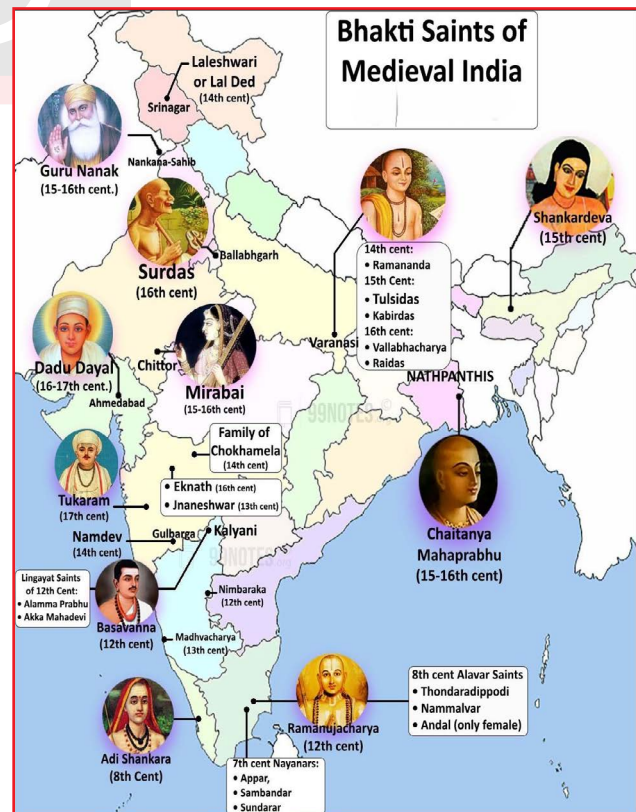 Bhakti Saints of
Medieval India
Laleshwari
or Lal Ded
(14th cent)
Srinagar
Nankana-Sahib
Guru Nanak
(15-16th cent.)
Surdas
(16th cent)
Ballabhgarh
14th cent:
• Ramananda
15th Cent:
• Tulsidas
• Kabirdas
16th cent:
• Vallabhacharya
• Raidas
Varanasi
Shankardeva
(15th cent)
Dadu Dayal
(16-17th cent.)
Ahmedabad
Chittor
Mirabai
(15-16th cent)
NATHPANTHIS
99NOTES
Family of
Chokhamela
(14th cent)
• Eknath (16th cent)
• Jnaneshwar (13th cent)
Tukaram
(17th cent)
Namdev
(14th cent)
Gulbarga
Kalyani
99NOTES.org
Chaitanya
Mahaprabhu
(15-16th cent)
Lingayat Saints
of 12th Cent:
• Alamma Prabhu
• Akka Mahadevi
Basavanna
(12th cent)
Nimbaraka
(12th cent)
Madhvacharya
(13th cent)
Adi Shankara
(8th Cent)
Ramanujacharya
(12th cent)
8th cent Alavar Saints
• Thondaradippodi
• Nammalvar
• Andal (only female)
7th cent Nayanars:
• Appar,
• Sambandar
• Sundarar